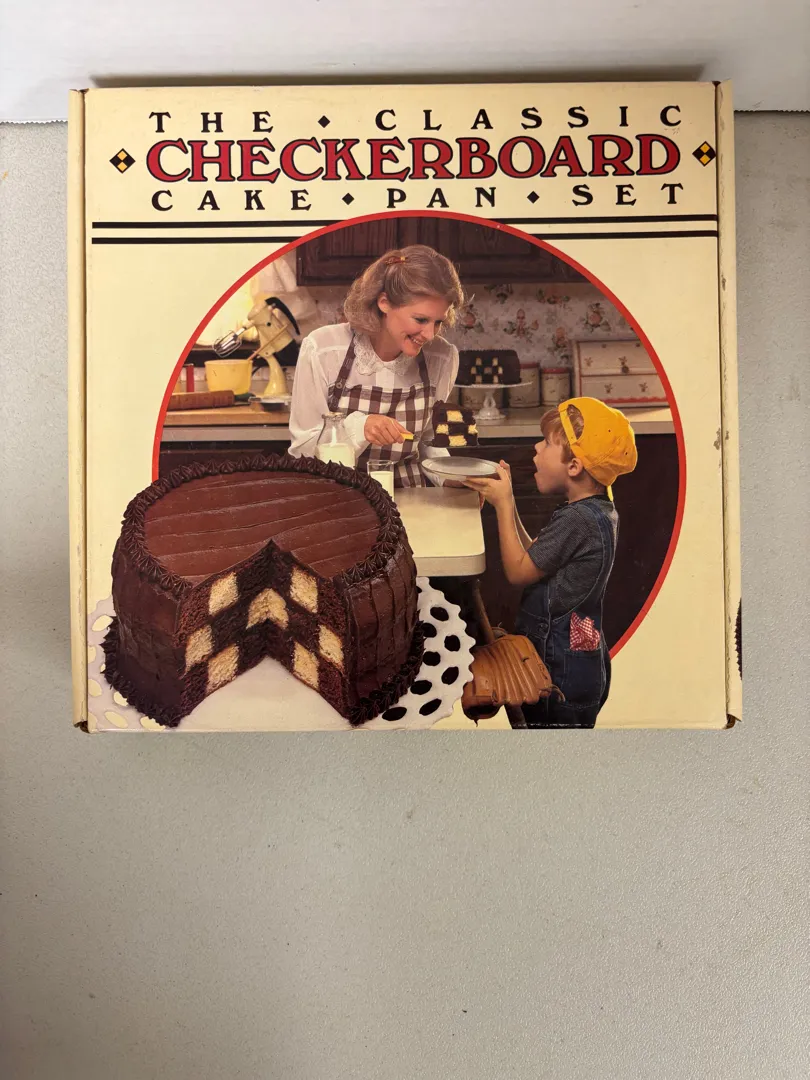 THE ◆ CLASSIC
CHECKERBOARD
CAKE ◆ PAN ◆ SET